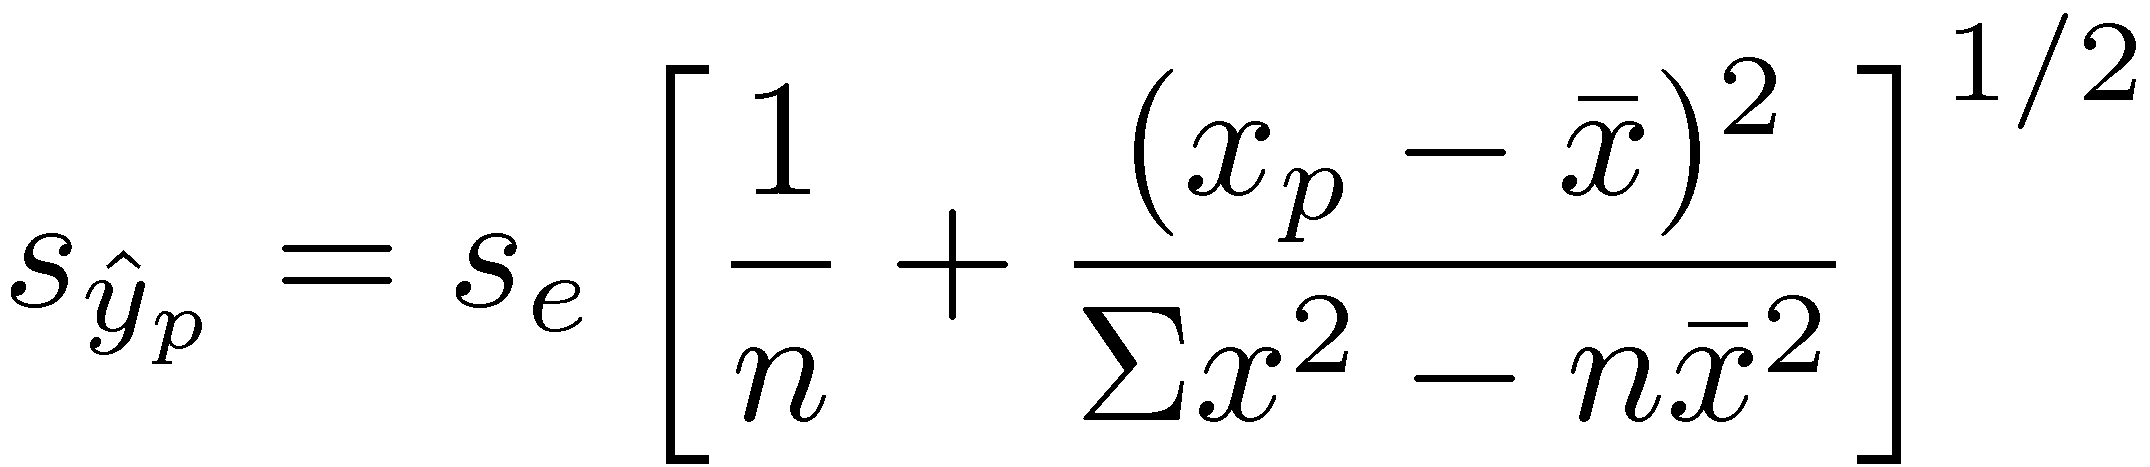 $s_{\hat{y}_p} = s_e \left[ \frac{1}{n} + \frac{(x_p - \bar{x})^2}{\Sigma x^2 - n\bar{x}^2} \right]^{1/2}$